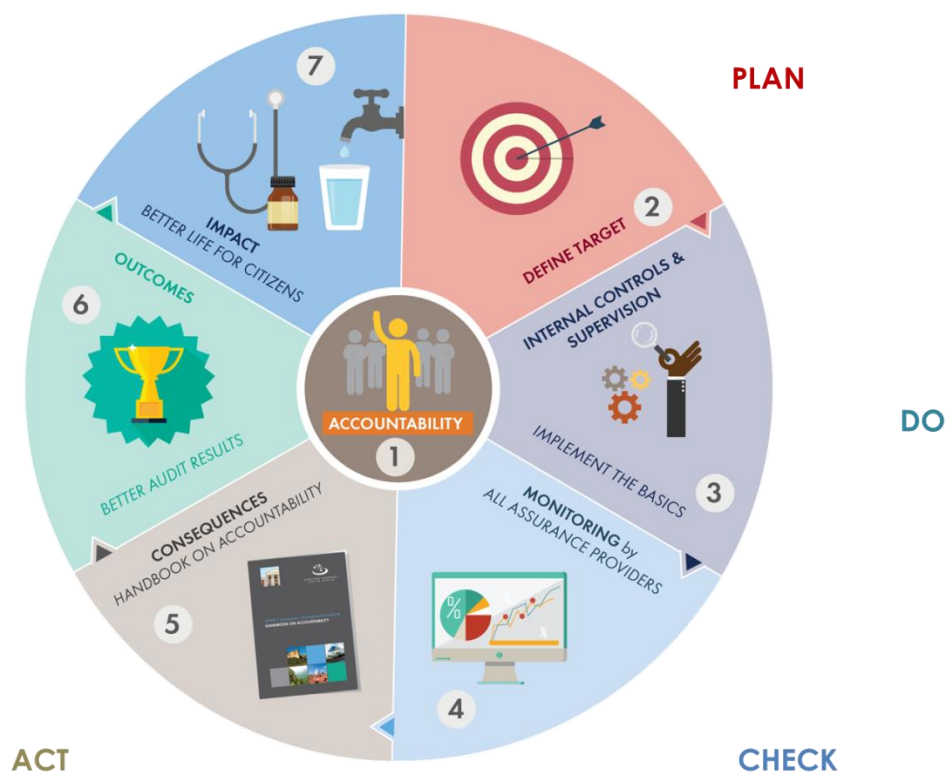 PLAN
DO
CHECK
ACT
ACCOUNTABILITY
1
2
DEFINE TARGET
INTERNAL CONTROLS &
SUPERVISION
IMPLEMENT THE BASICS
3
MONITORING by
ALL ASSURANCE PROVIDERS
%
4
CONSEQUENCES
HANDBOOK ON ACCOUNTABILITY
HANDBOOK ON ACCOUNTABILITY
5
OUTCOMES
6
BETTER AUDIT RESULTS
7
IMPACT
BETTER LIFE FOR CITIZENS